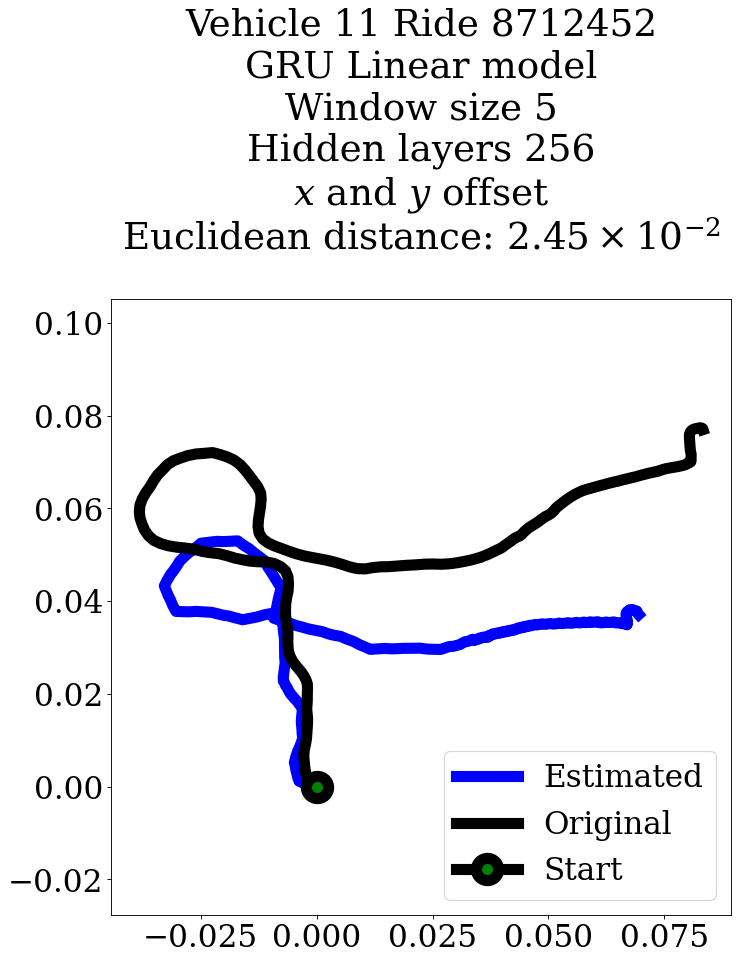 Vehicle 11 Ride 8712452
GRU Linear model
Window size 5
Hidden layers 256
x and y offset
Euclidean distance: 2.45 × 10⁻²
0.10
0.08
0.06
0.04
0.02
0.00
−0.02
Estimated
Original
Start
−0.025 0.000 0.025 0.050 0.075